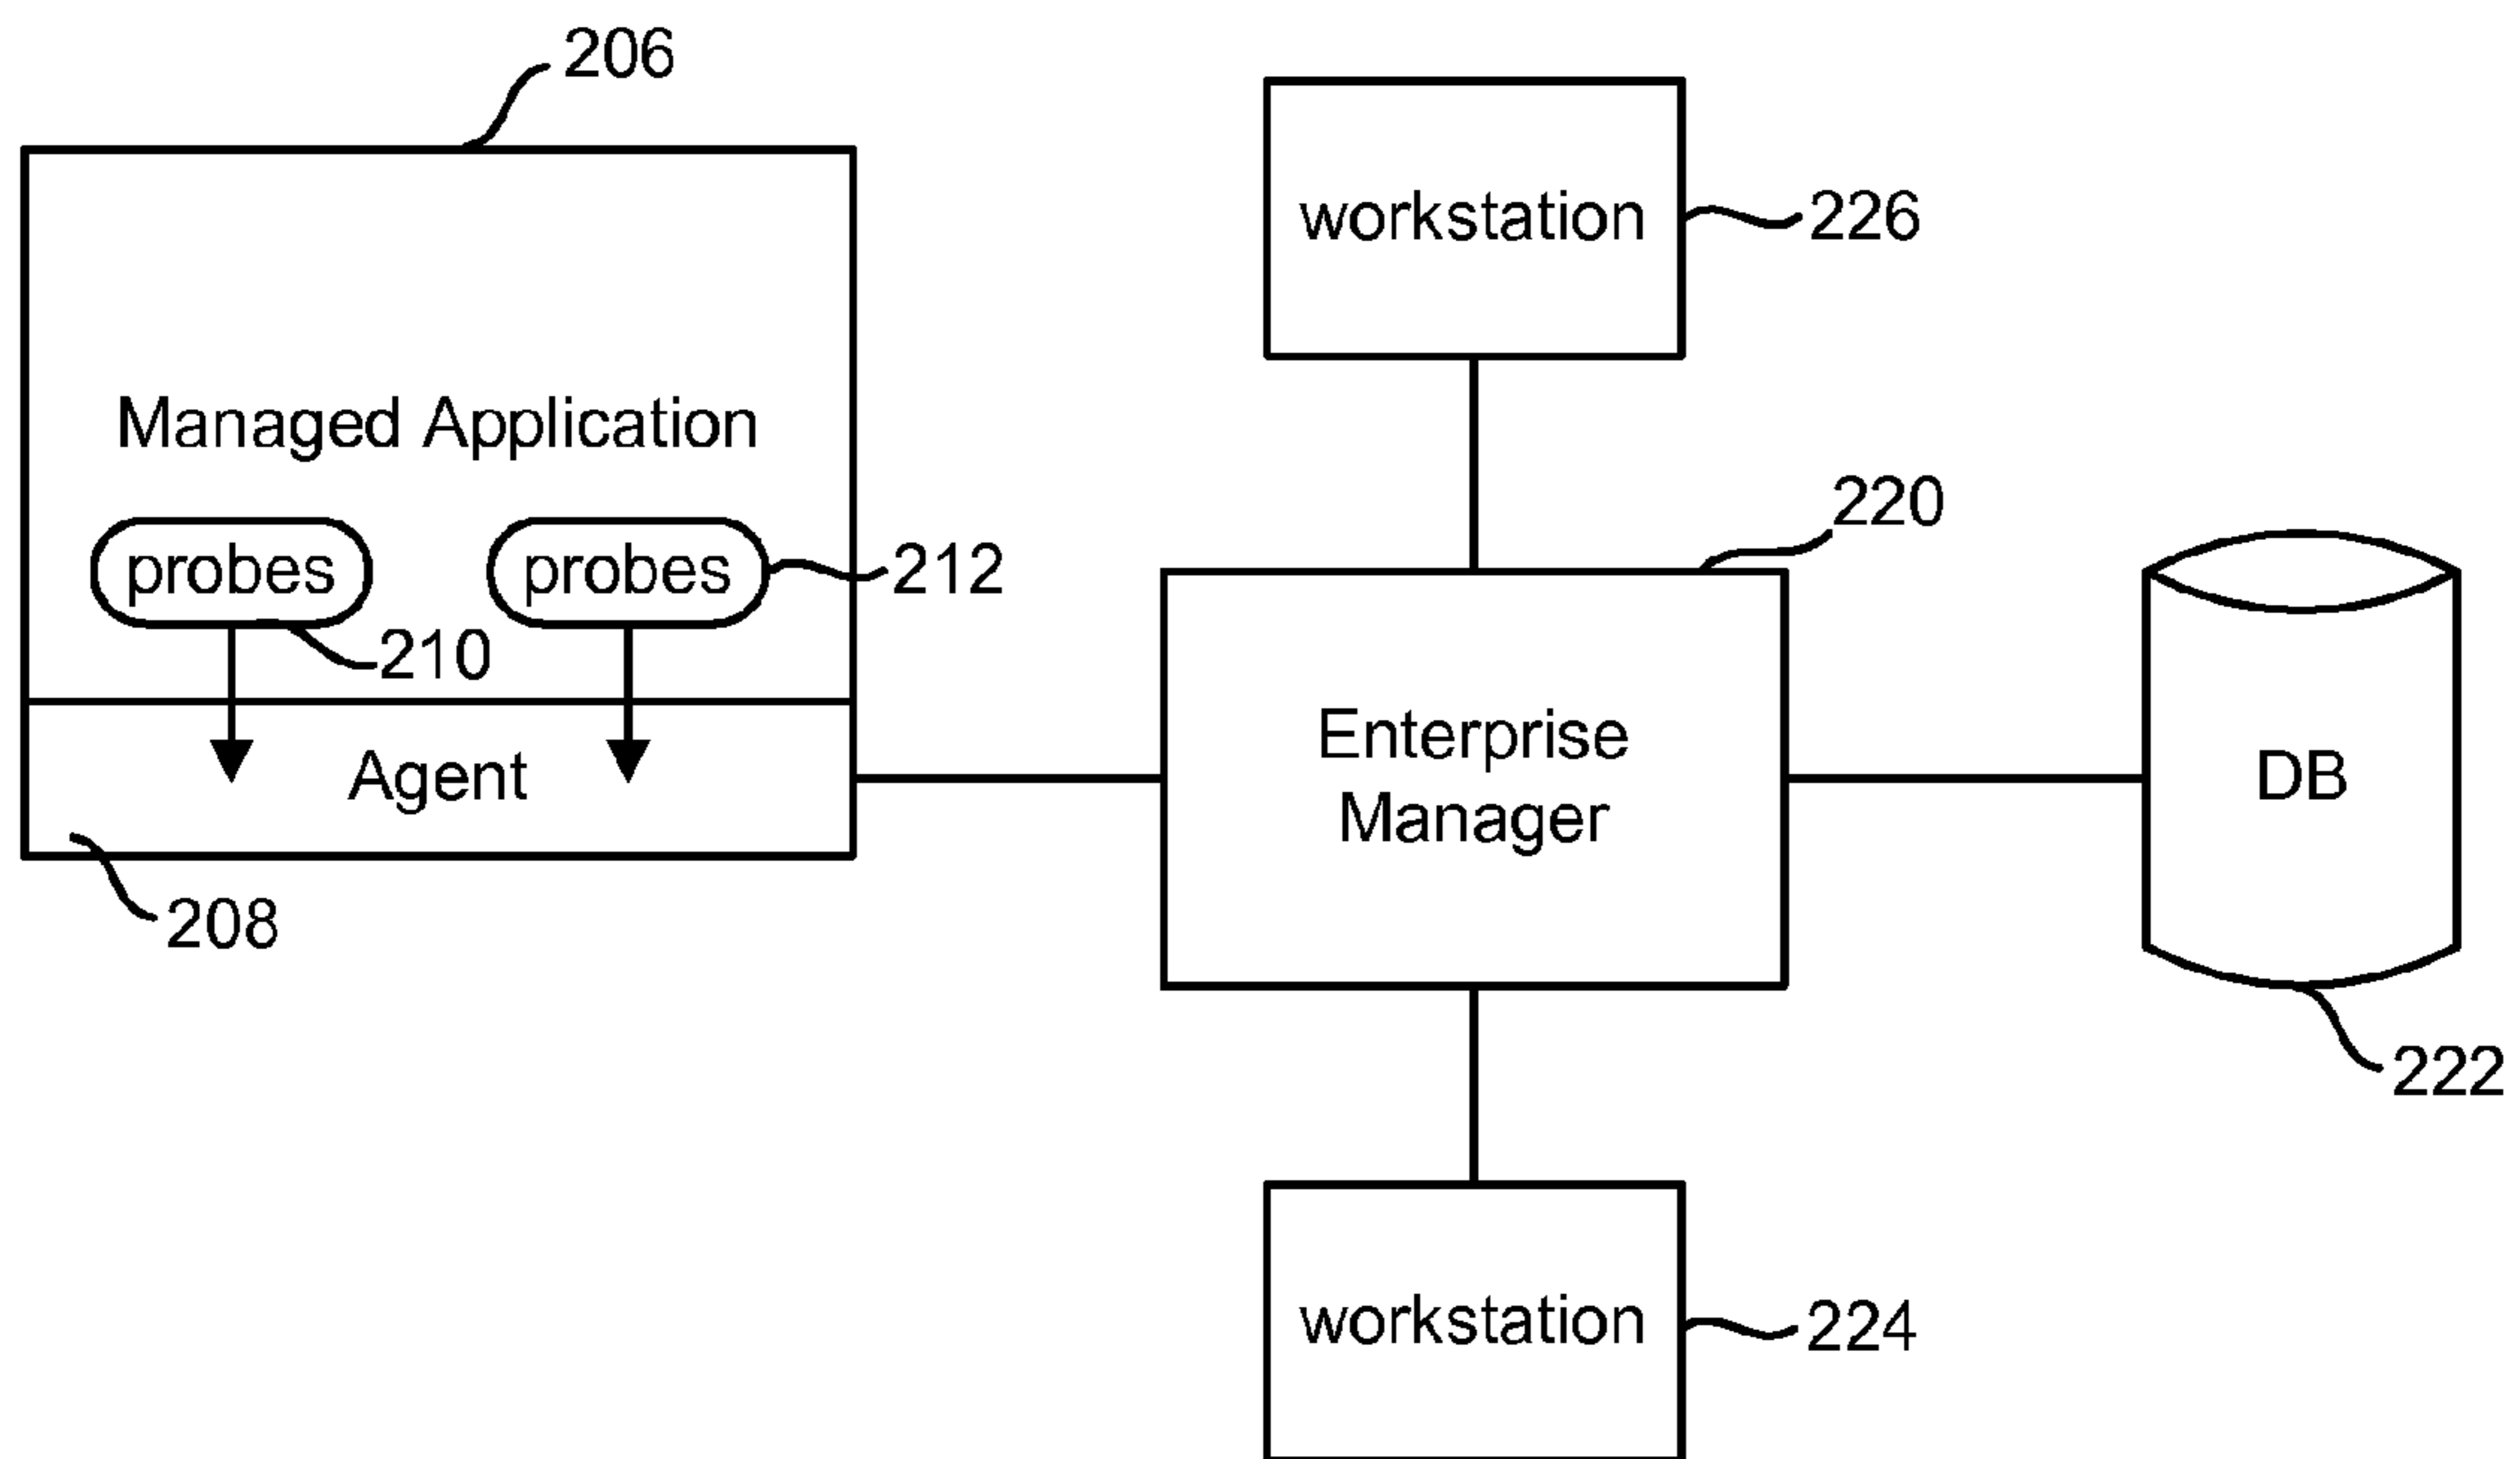 206
workstation
226
Managed Application
220
probes
probes
212
210
Enterprise
Manager
Agent
DB
208
222
workstation
224